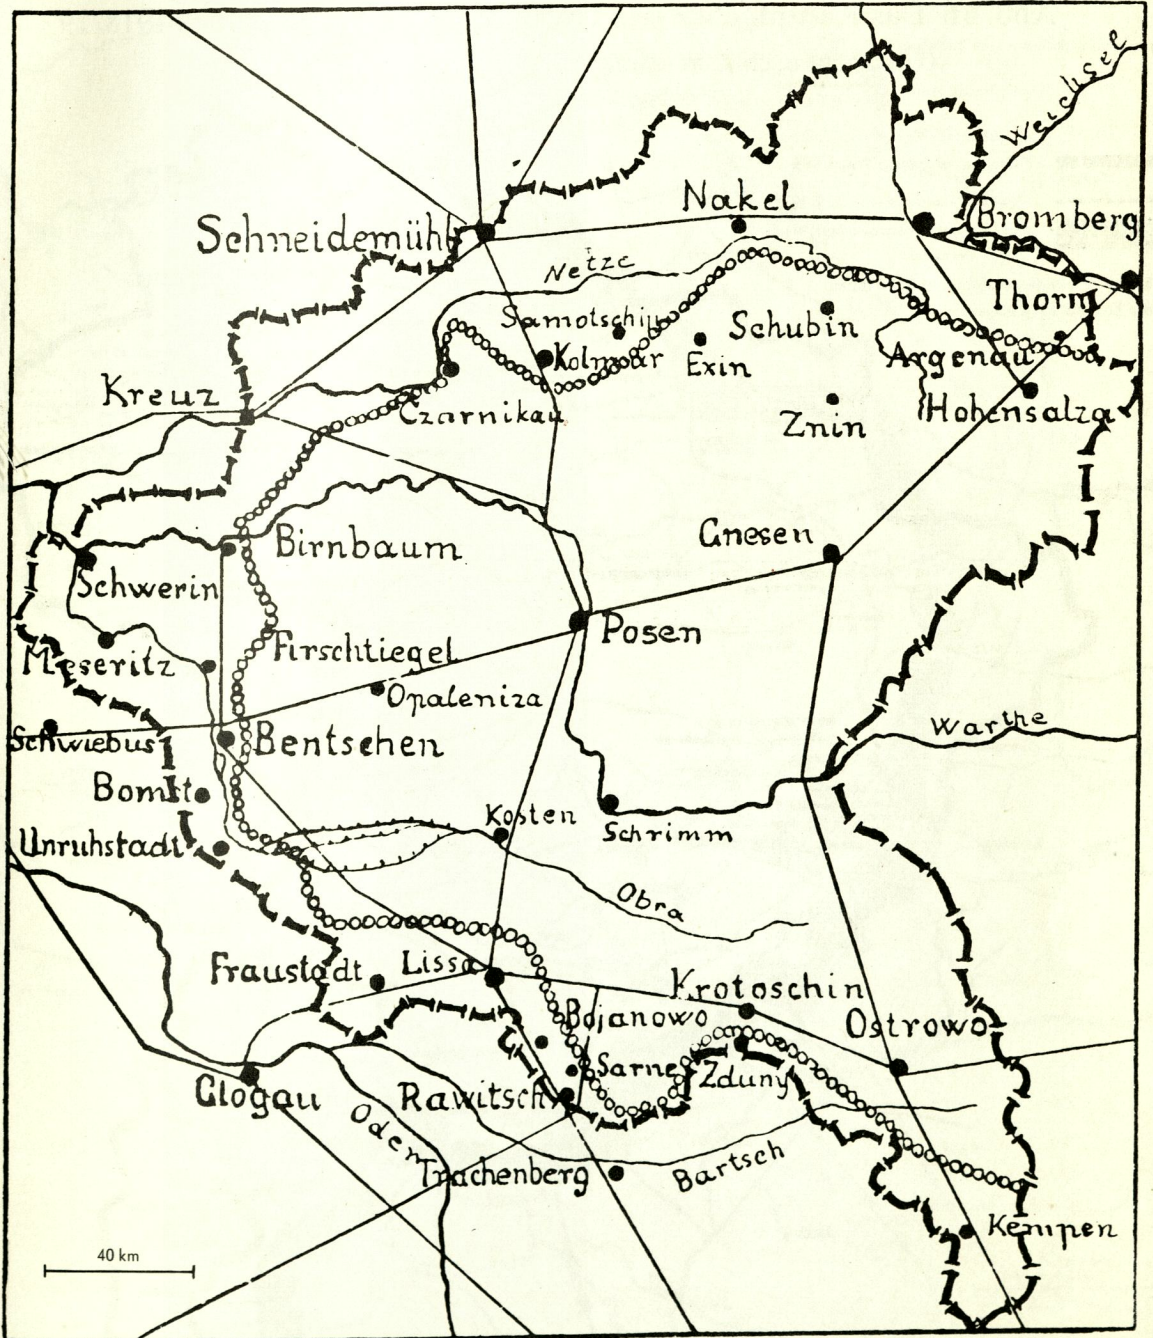 Weichsel
Nakel
Bromberg
Schneidemühl
Netze
Thorn
Samotschin
Schubin
Kolmar
Exin
Argenau
Kreuz
Czarnikau
Znin
Hohensalza
Birnbaum
Gnesen
Schwerin
Posen
Meseritz
Tirschtiegel
Opaleniza
Warthe
Schwiebus
Bentschen
Bomst
Kosten
Schrimm
Unruhstadt
Obra
Fraustadt
Lissa
Krotoschin
Bojanowo
Ostrowo
Sarne
Zduny
Glogau
Rawitsch
Oder
Trachenberg
Bartsch
Kempen
40 km